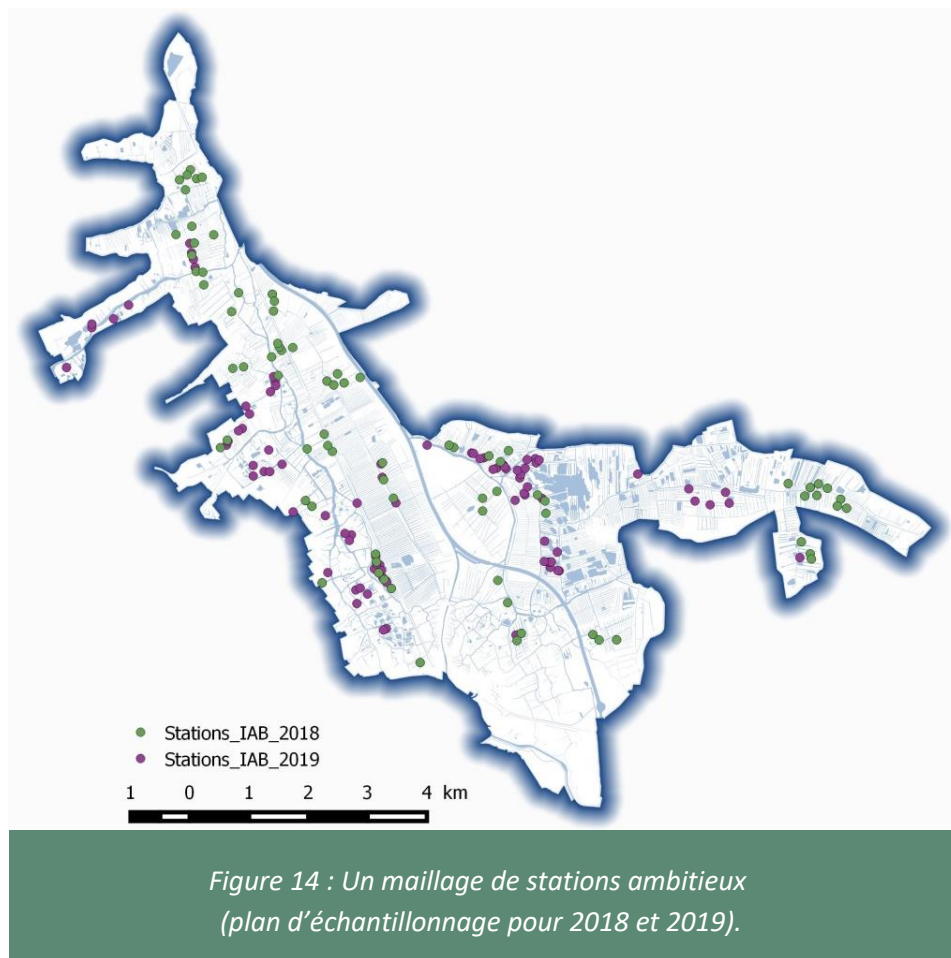 Stations_IAB_2018
Stations_IAB_2019
1 0 1 2 3 4 km
Figure 14 : Un maillage de stations ambitieux
(plan d'échantillonnage pour 2018 et 2019).